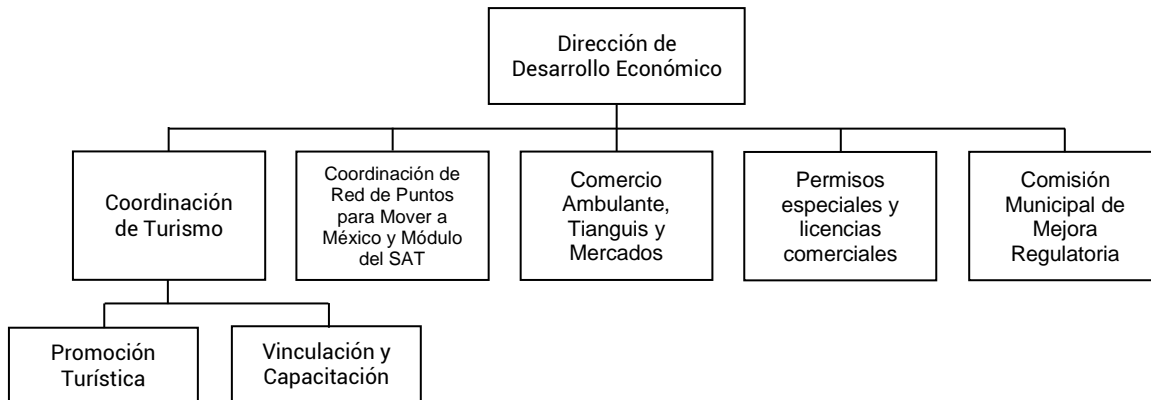 Dirección de
Desarrollo Económico
Coordinación
de Turismo
Coordinación de
Red de Puntos
para Mover a
México y Módulo
del SAT
Comercio
Ambulante,
Tianguis y
Mercados
Permisos
especiales y
licencias
comerciales
Comisión
Municipal de
Mejora
Regulatoria
Promoción
Turística
Vinculación y
Capacitación